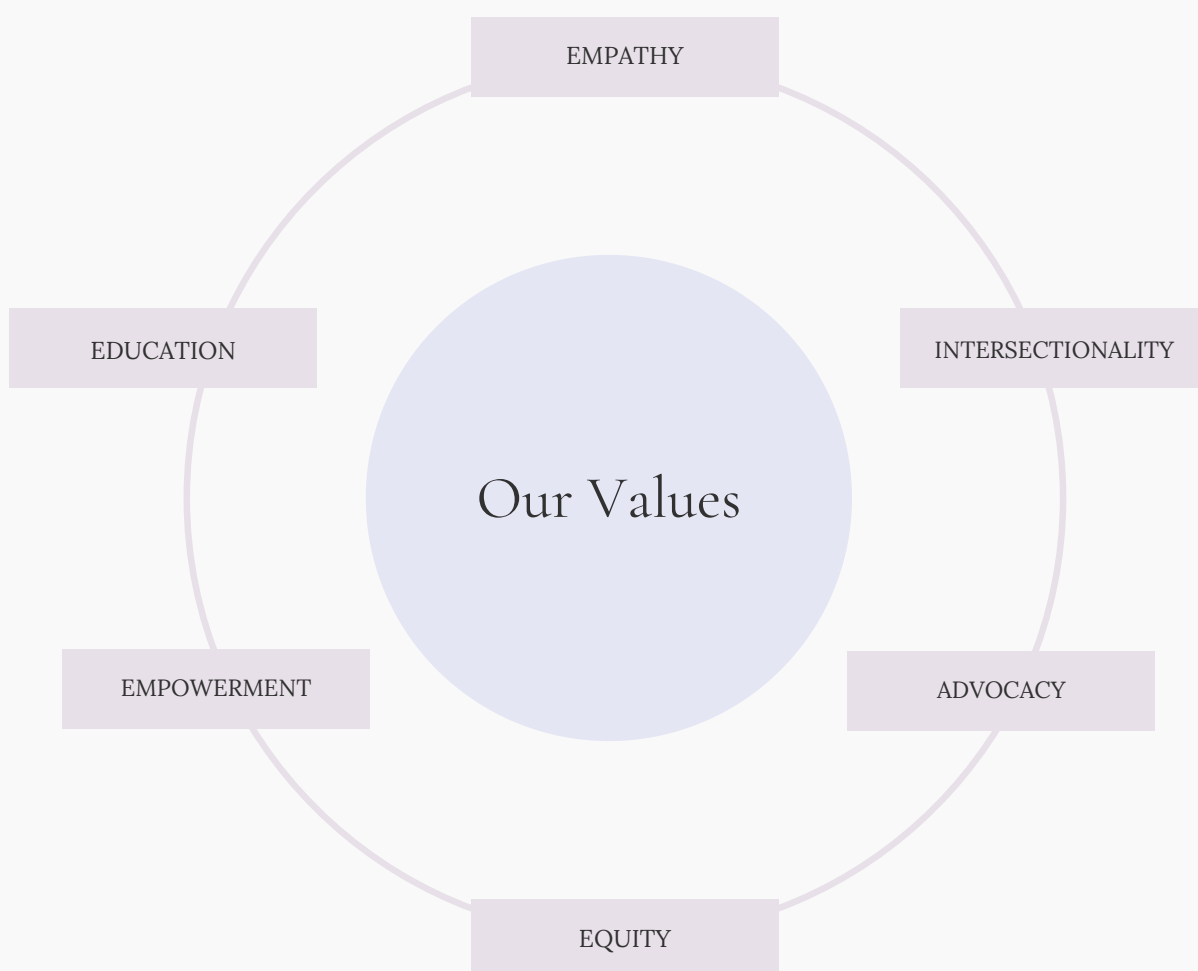 EMPATHY
EDUCATION
INTERSECTIONALITY
Our Values
EMPOWERMENT
ADVOCACY
EQUITY